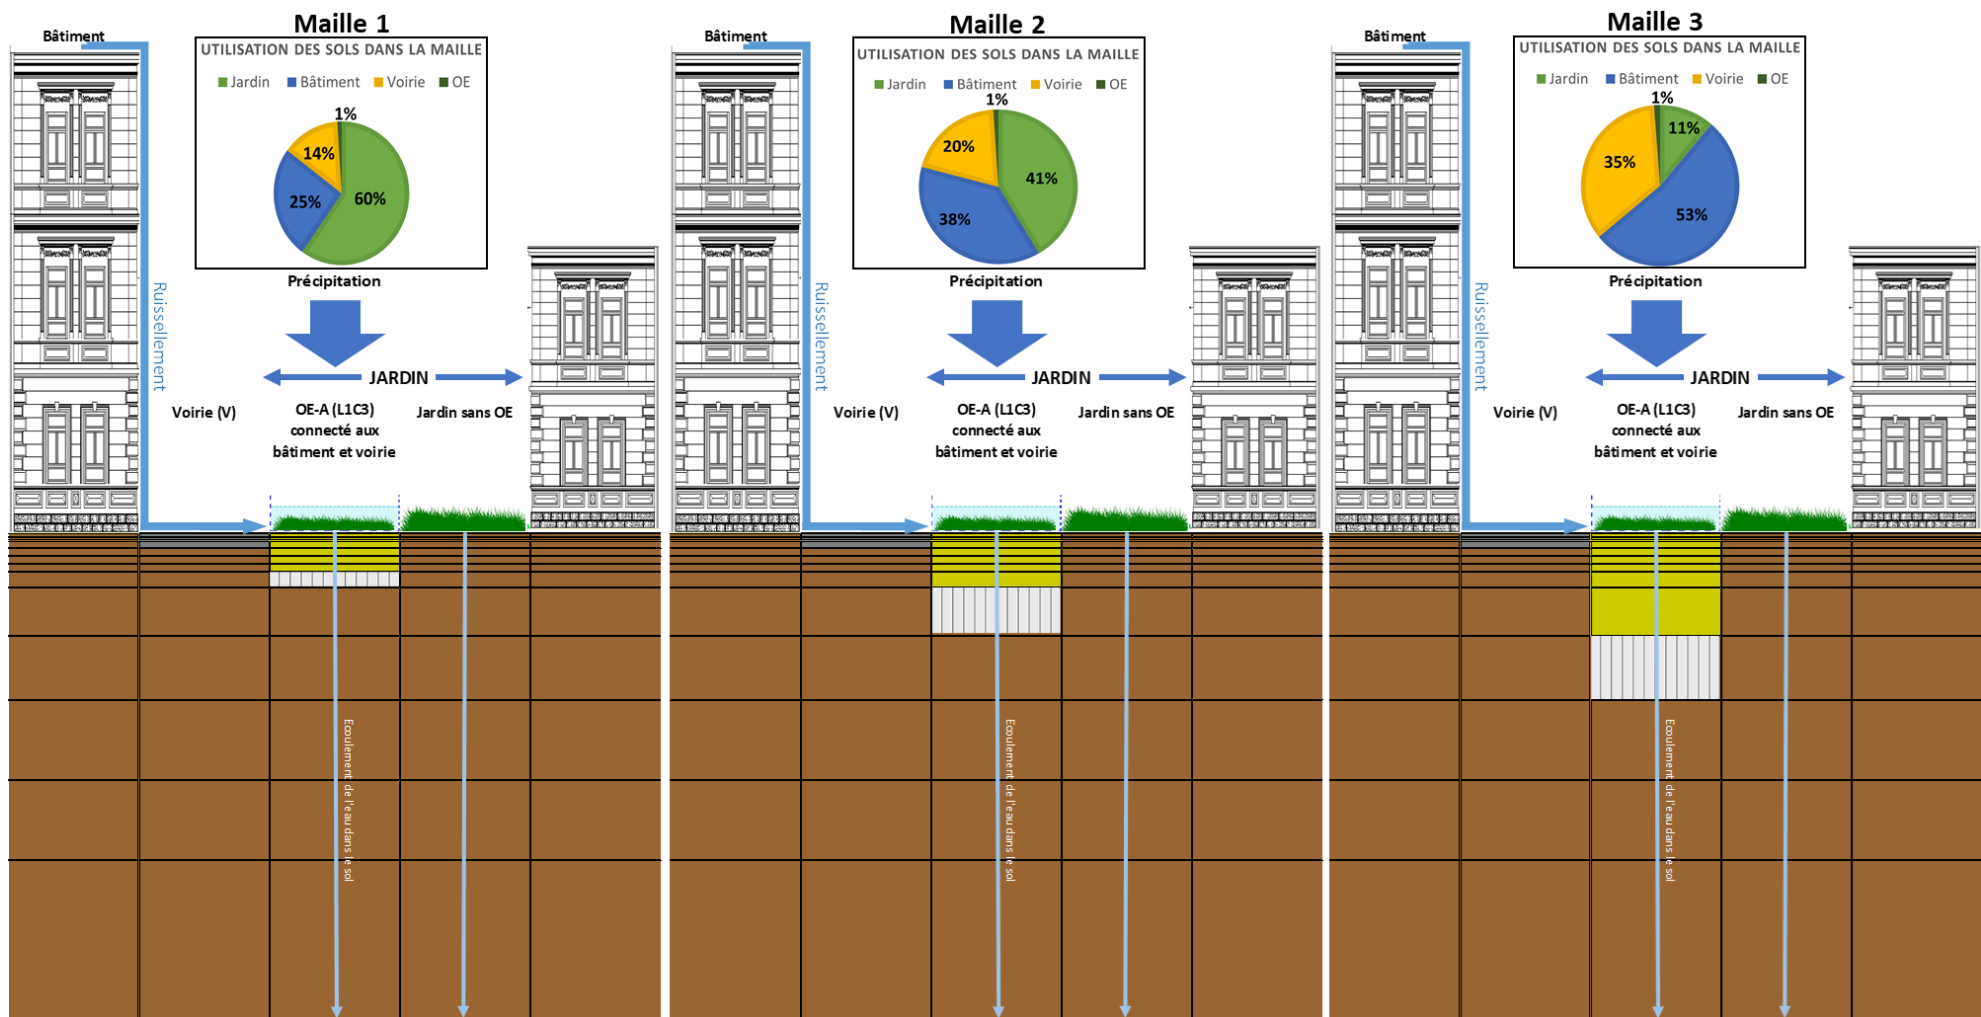 Maille 1
Bâtiment
UTILISATION DES SOLS DANS LA MAILLE
Jardin Bâtiment Voirie OE
1%
14%
25%
60%
Précipitation
Ruissellement
JARDIN
Voirie (V)
OE-A (L1C3)
connecté aux
bâtiment et voirie
Jardin sans OE
Ecoulement de l'eau dans le sol
Maille 2
Bâtiment
UTILISATION DES SOLS DANS LA MAILLE
Jardin Bâtiment Voirie OE
1%
20%
41%
38%
Précipitation
Ruissellement
JARDIN
Voirie (V)
OE-A (L1C3)
connecté aux
bâtiment et voirie
Jardin sans OE
Ecoulement de l'eau dans le sol
Maille 3
Bâtiment
UTILISATION DES SOLS DANS LA MAILLE
Jardin Bâtiment Voirie OE
1%
11%
35%
53%
Précipitation
Ruissellement
JARDIN
Voirie (V)
OE-A (L1C3)
connecté aux
bâtiment et voirie
Jardin sans OE
Ecoulement de l'eau dans le sol